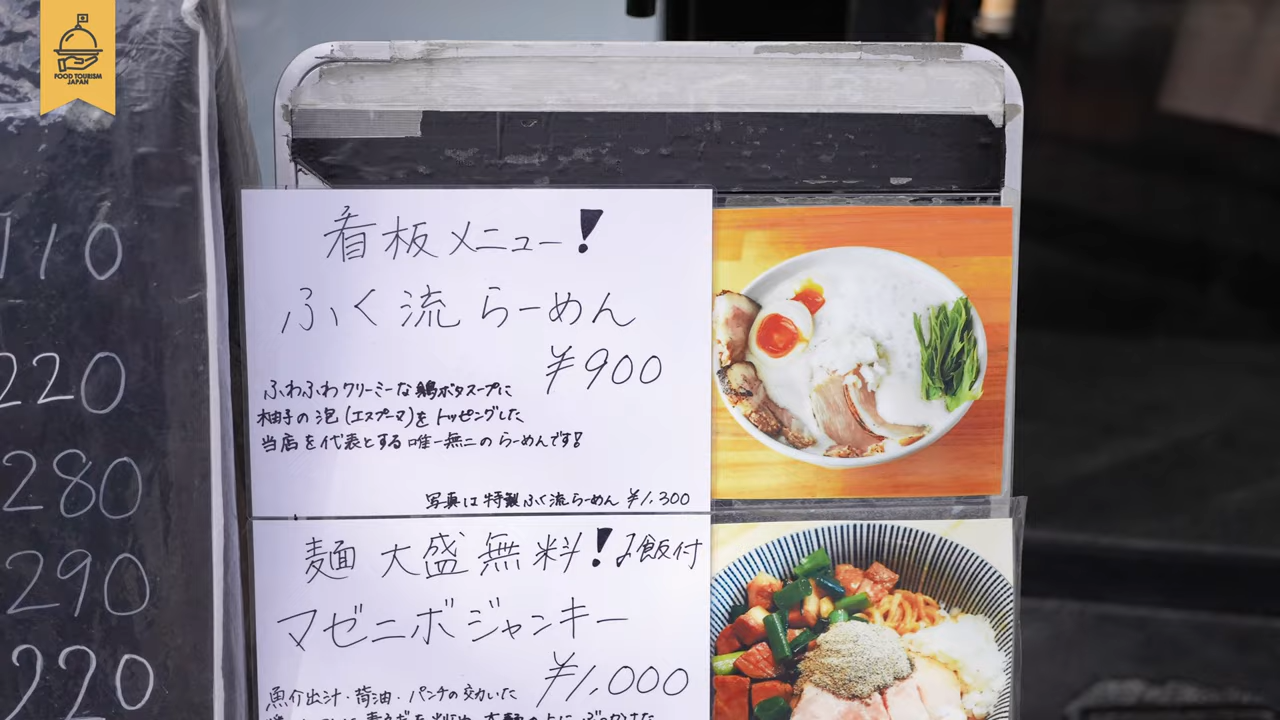 FOOD TOURISM
JAPAN
110
220
280
290
220
看板メニュー!
ふく流らーめん
¥900
ふわふわクリーミーな鶏ポタスープに
柚子の泡(エスプーマ)をトッピングした
当店を代表とする唯一無二のらーめんです!
写真は特製ふく流らーめん ¥1,300
麺大盛無料!〆飯付
マゼニボジャンキー
¥1,000
魚介出汁・醤油・パンチの効いた